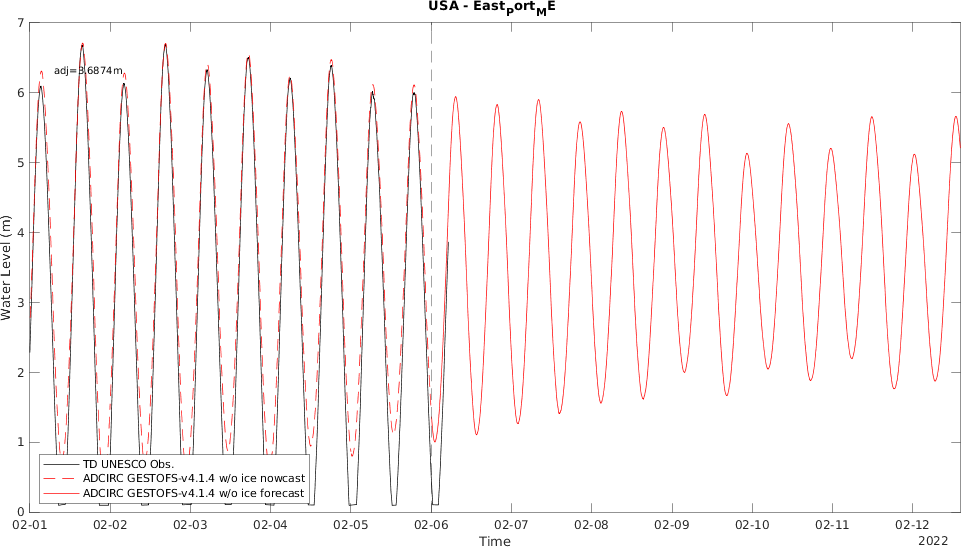 USA - EastPortME
7
6
5
4
3
2
1
0
Water Level (m)
adj=3.6874m
TD UNESCO Obs.
ADCIRC GESTOFS-v4.1.4 w/o ice nowcast
ADCIRC GESTOFS-v4.1.4 w/o ice forecast
02-01 02-02 02-03 02-04 02-05 02-06 02-07 02-08 02-09 02-10 02-11 02-12
Time
2022